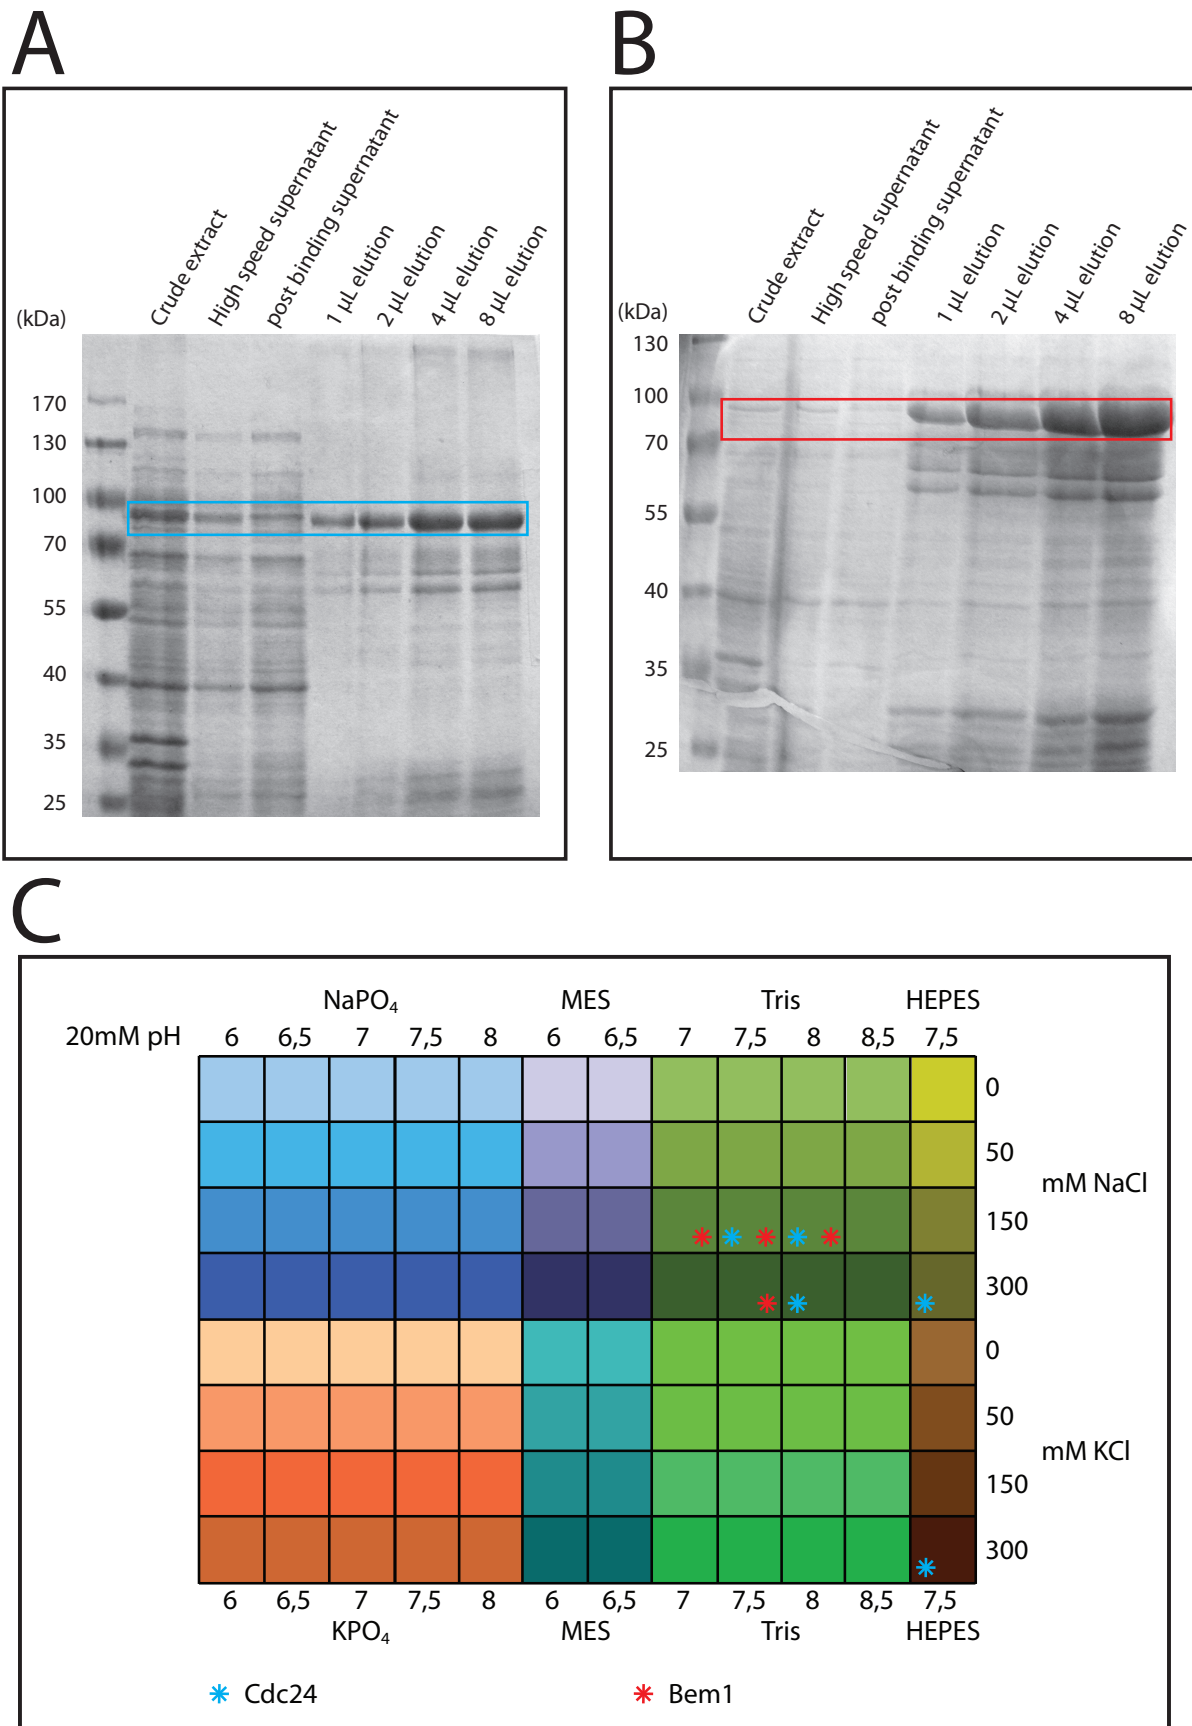 A
Crude extract
High speed supernatant
post binding supernatant
1 µL elution
2 µL elution
4 µL elution
8 µL elution
(kDa)
170
130
100
70
55
40
35
25
B
Crude extract
High speed supernatant
post binding supernatant
1 µL elution
2 µL elution
4 µL elution
8 µL elution
(kDa)
130
100
70
55
40
35
25
C
NaPO₄ MES Tris HEPES
20mM pH 6 6,5 7 7,5 8 6 6,5 7 7,5 8 8,5 7,5
0
50
mM NaCl
150
300
0
50
mM KCl
150
300
6 6,5 7 7,5 8 6 6,5 7 7,5 8 8,5 7,5
KPO₄ MES Tris HEPES
Cdc24 Bem1